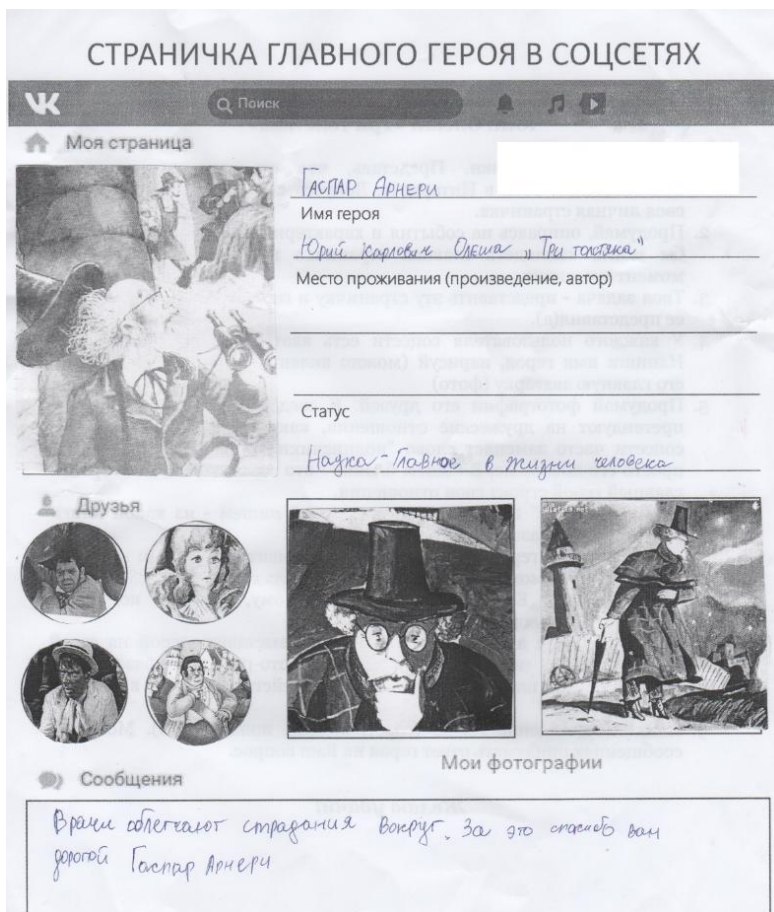 СТРАНИЧКА ГЛАВНОГО ГЕРОЯ В СОЦСЕТЯХ
Поиск
Моя страница
Гаспар Арнери
Имя героя
Юрий Карлович Олеша „Три толстяка"
Место проживания (произведение, автор)
Статус
Наука - Главное в жизни человека
Друзья
Мои фотографии
Сообщения
Врачи облегчают страдания вокруг. За это спасибо вам
дорогой Гаспар Арнери